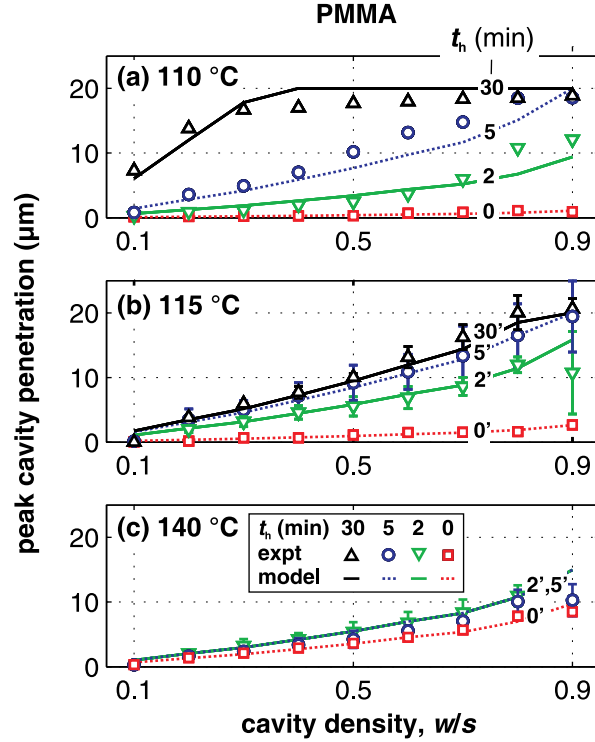 PMMA
t_h (min)
(a) 110 °C
30
5
2
0
20
10
0
0.1
0.5
0.9
(b) 115 °C
30’
5’
2’
0’
20
10
0
0.1
0.5
0.9
(c) 140 °C
t_h (min) 30 5 2 0
expt
model
2’,5’
0’
20
10
0
0.1
0.5
0.9
peak cavity penetration (μm)
cavity density, w/s